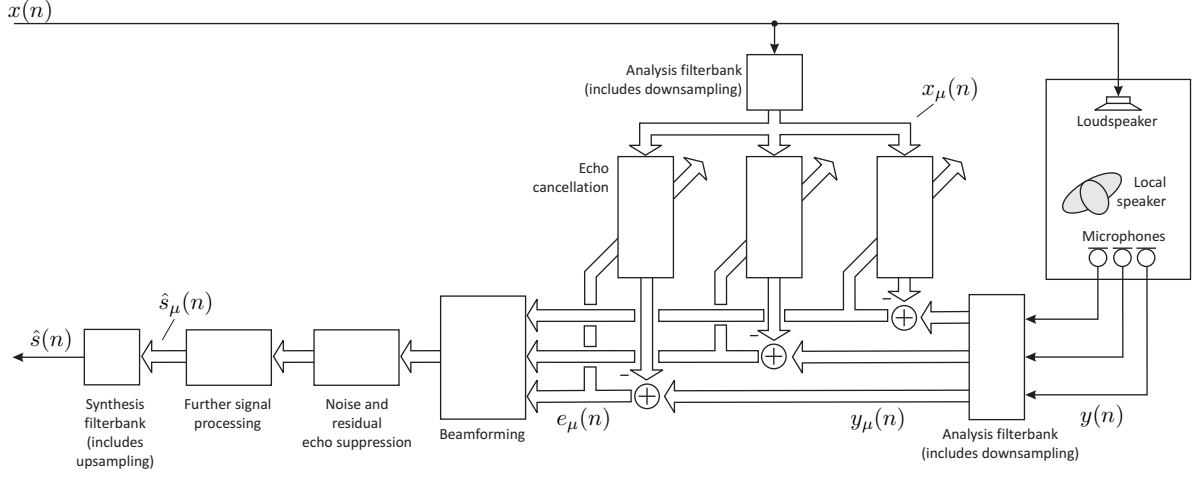 x(n)
Analysis filterbank
(includes downsampling)
x_μ(n)
Loudspeaker
Echo
cancellation
Local
speaker
Microphones
ŝ_μ(n)
ŝ(n)
–
+
–
+
–
+
Synthesis
filterbank
(includes
upsampling)
Further signal
processing
Noise and
residual
echo suppression
Beamforming
e_μ(n)
y_μ(n)
y(n)
Analysis filterbank
(includes downsampling)